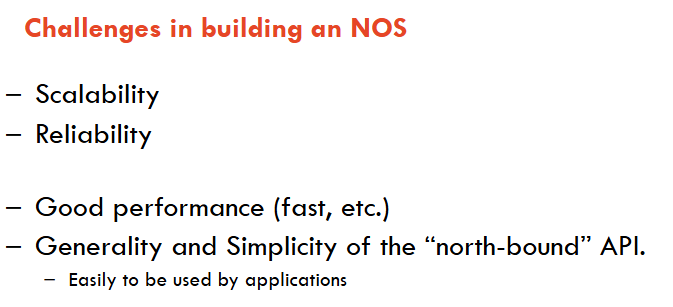 Challenges in building an NOS
– Scalability
– Reliability
– Good performance (fast, etc.)
– Generality and Simplicity of the “north-bound” API.
– Easily to be used by applications